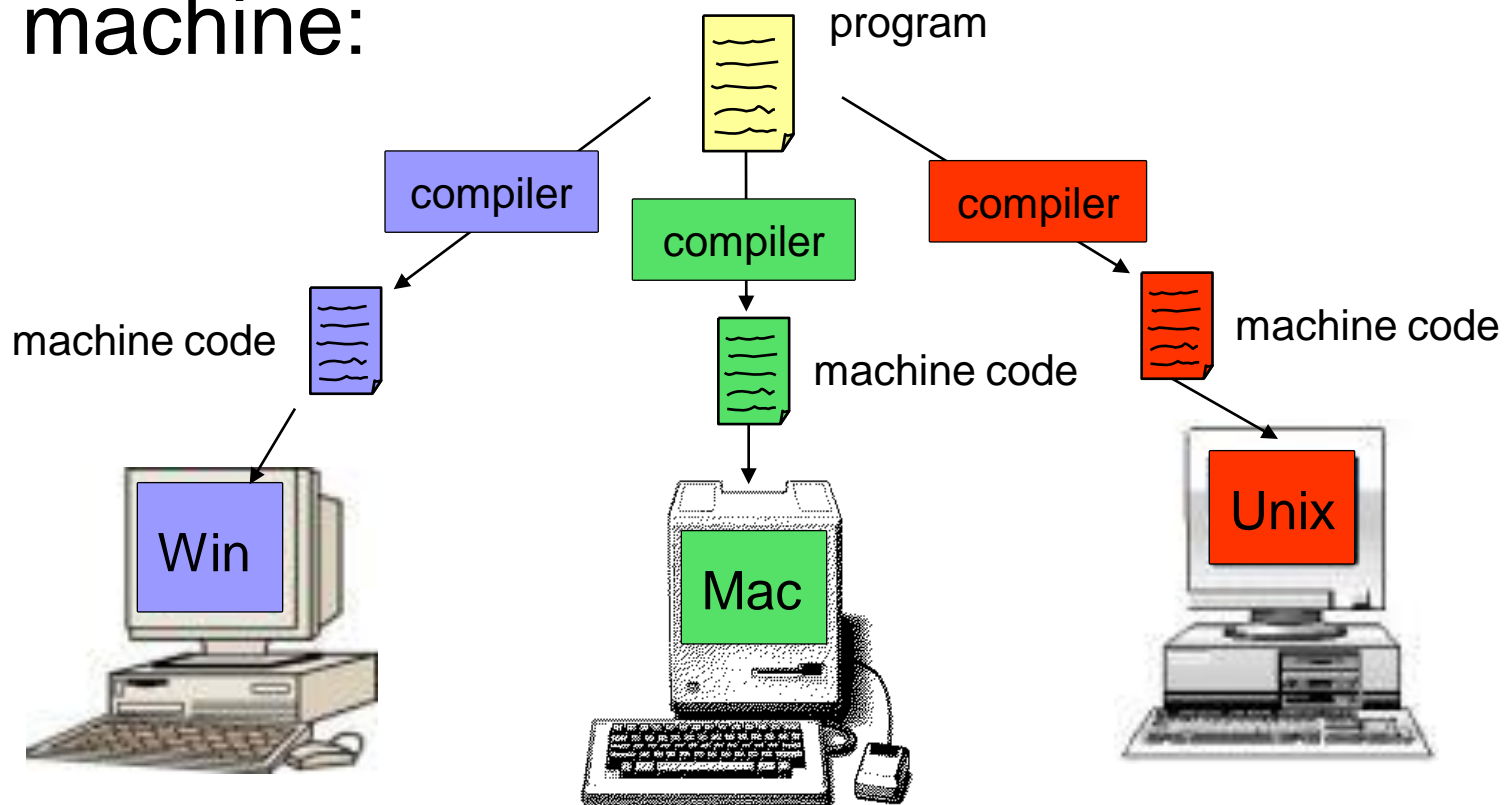 machine:
program
compiler
compiler
compiler
machine code
machine code
machine code
Win
Mac
Unix